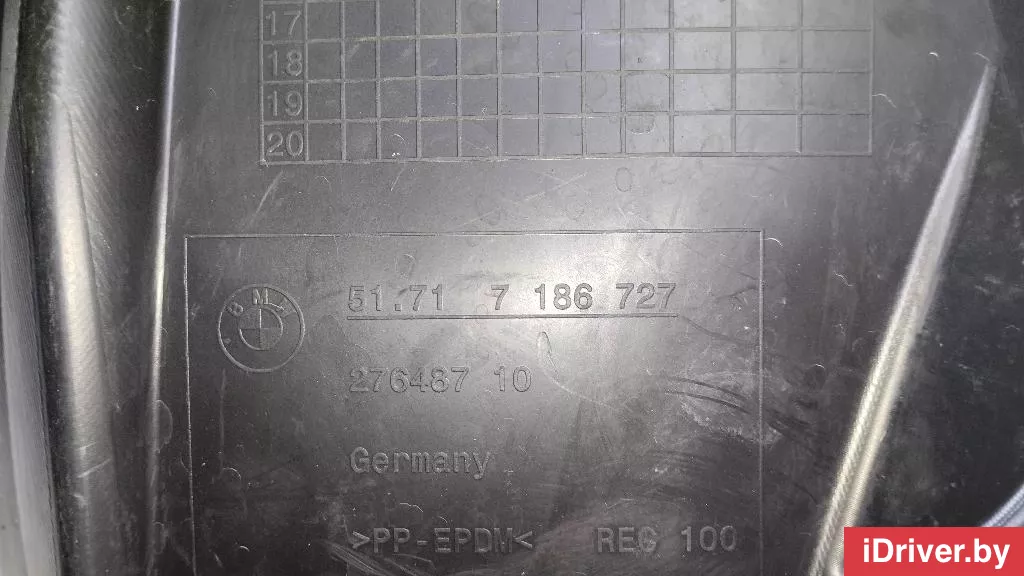 17
18
19
20
BMW
51.71 7 186 727
276487 10
Germany
>PP-EPDM< REC 100
iDriver.by